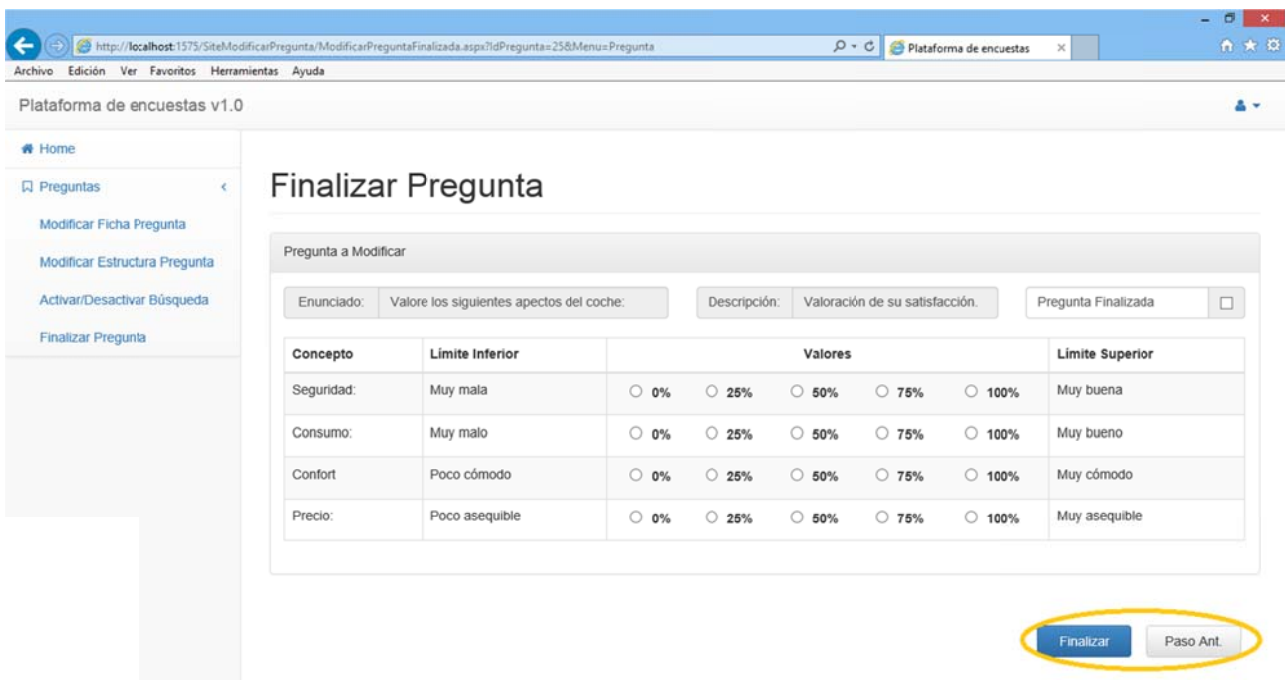 http://localhost:1575/SiteModificarPregunta/ModificarPreguntaFinalizada.aspx?IdPregunta=25&Menu=Pregunta
Plataforma de encuestas
Archivo Edición Ver Favoritos Herramientas Ayuda
Plataforma de encuestas v1.0
Home
Preguntas
Modificar Ficha Pregunta
Modificar Estructura Pregunta
Activar/Desactivar Búsqueda
Finalizar Pregunta
Finalizar Pregunta
Pregunta a Modificar
Enunciado: Valore los siguientes apectos del coche: Descripción: Valoración de su satisfacción. Pregunta Finalizada
Concepto Límite Inferior Valores Límite Superior
Seguridad: Muy mala 0% 25% 50% 75% 100% Muy buena
Consumo: Muy malo 0% 25% 50% 75% 100% Muy bueno
Confort Poco cómodo 0% 25% 50% 75% 100% Muy cómodo
Precio: Poco asequible 0% 25% 50% 75% 100% Muy asequible
Finalizar Paso Ant.